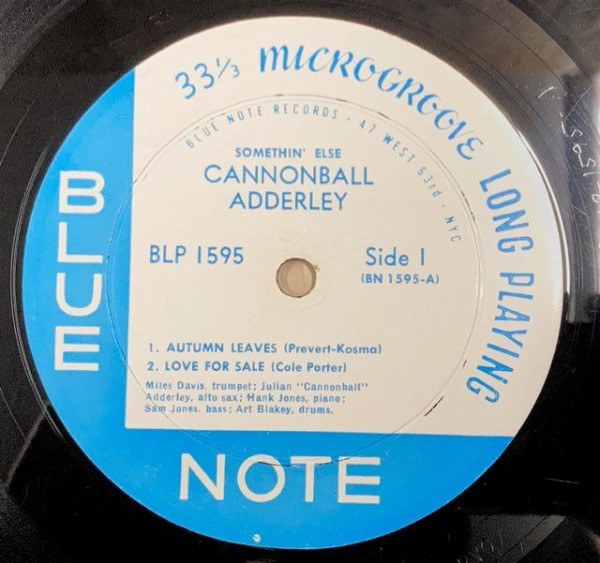 33⅓ MICROGROOVE LONG PLAYING
BLUE NOTE RECORDS · 47 WEST 63rd · NYC
SOMETHIN' ELSE
CANNONBALL
ADDERLEY
BLP 1595
Side 1
(BN 1595-A)
1. AUTUMN LEAVES (Prevert-Kosma)
2. LOVE FOR SALE (Cole Porter)
Miles Davis, trumpet; Julian "Cannonball"
Adderley, alto sax; Hank Jones, piano;
Sam Jones, bass; Art Blakey, drums.
BLUE
NOTE